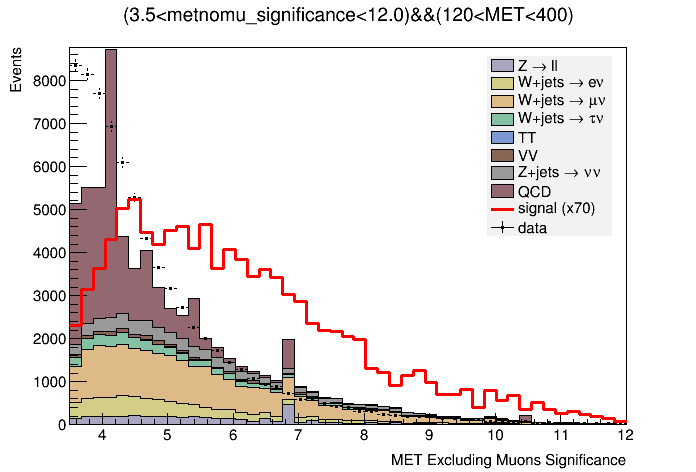 (3.5<metnomu_significance<12.0)&&(120<MET<400)
Events
8000
7000
6000
5000
4000
3000
2000
1000
0
4 5 6 7 8 9 10 11 12
MET Excluding Muons Significance
Z → ll
W+jets → eν
W+jets → μν
W+jets → τν
TT
VV
Z+jets → νν
QCD
signal (x70)
data